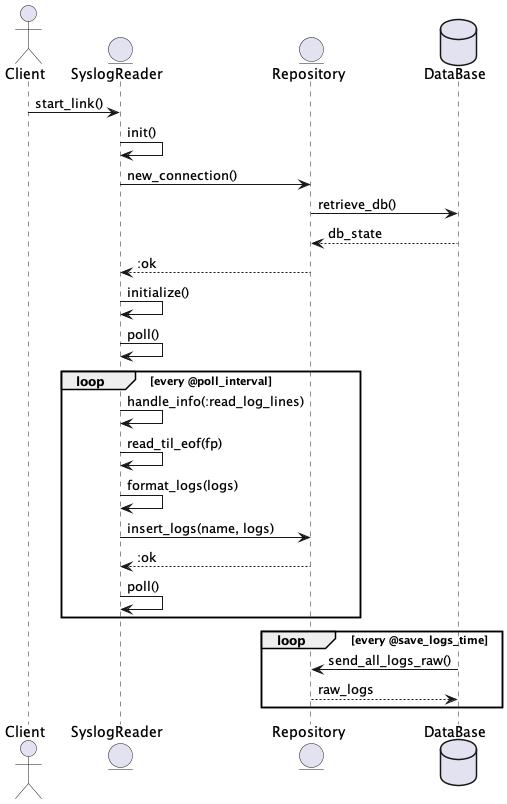 Client
SyslogReader
Repository
DataBase
start_link()
init()
new_connection()
retrieve_db()
db_state
:ok
initialize()
poll()
loop [every @poll_interval]
handle_info(:read_log_lines)
read_til_eof(fp)
format_logs(logs)
insert_logs(name, logs)
:ok
poll()
loop [every @save_logs_time]
send_all_logs_raw()
raw_logs
Client
SyslogReader
Repository
DataBase